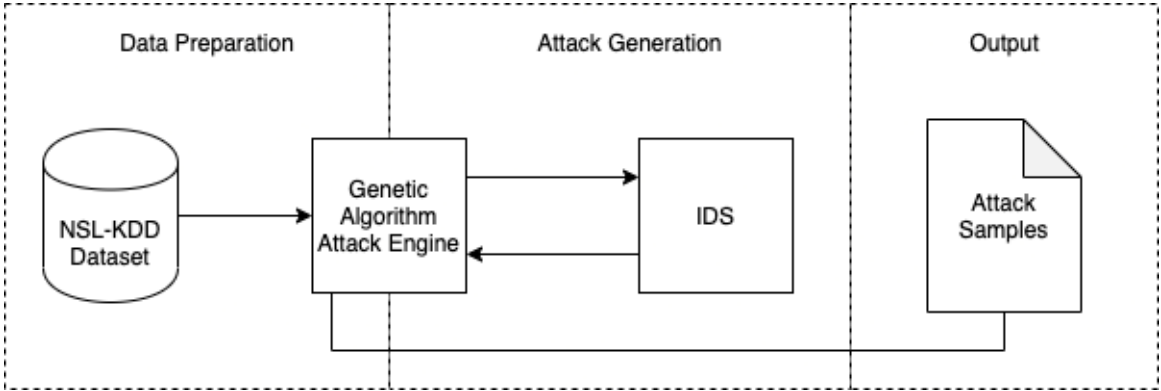 Data Preparation
Attack Generation
Output
NSL-KDD
Dataset
Genetic
Algorithm
Attack Engine
IDS
Attack
Samples